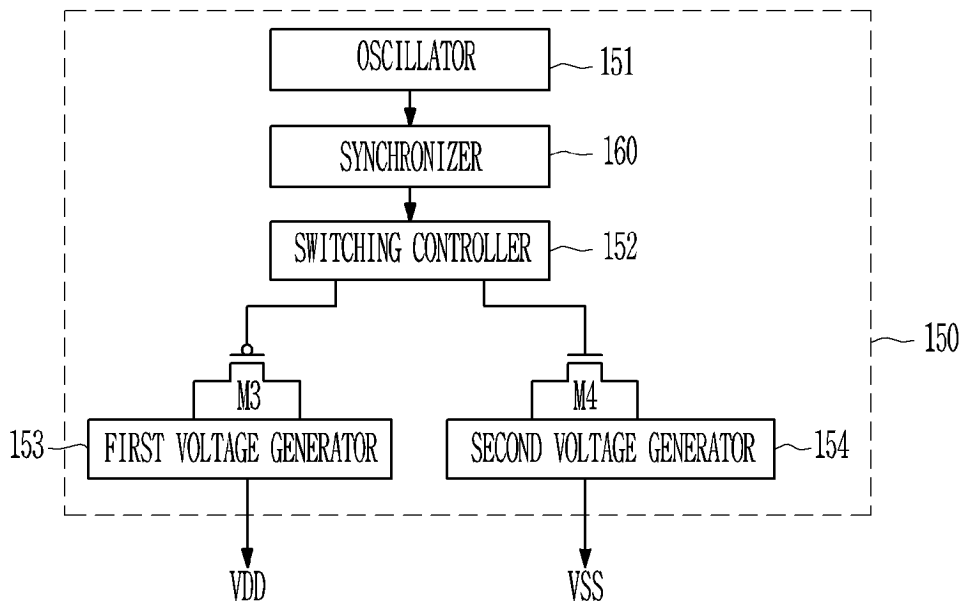 OSCILLATOR
151
SYNCHRONIZER
160
SWITCHING CONTROLLER
152
150
M3
M4
153
FIRST VOLTAGE GENERATOR
SECOND VOLTAGE GENERATOR
154
VDD
VSS